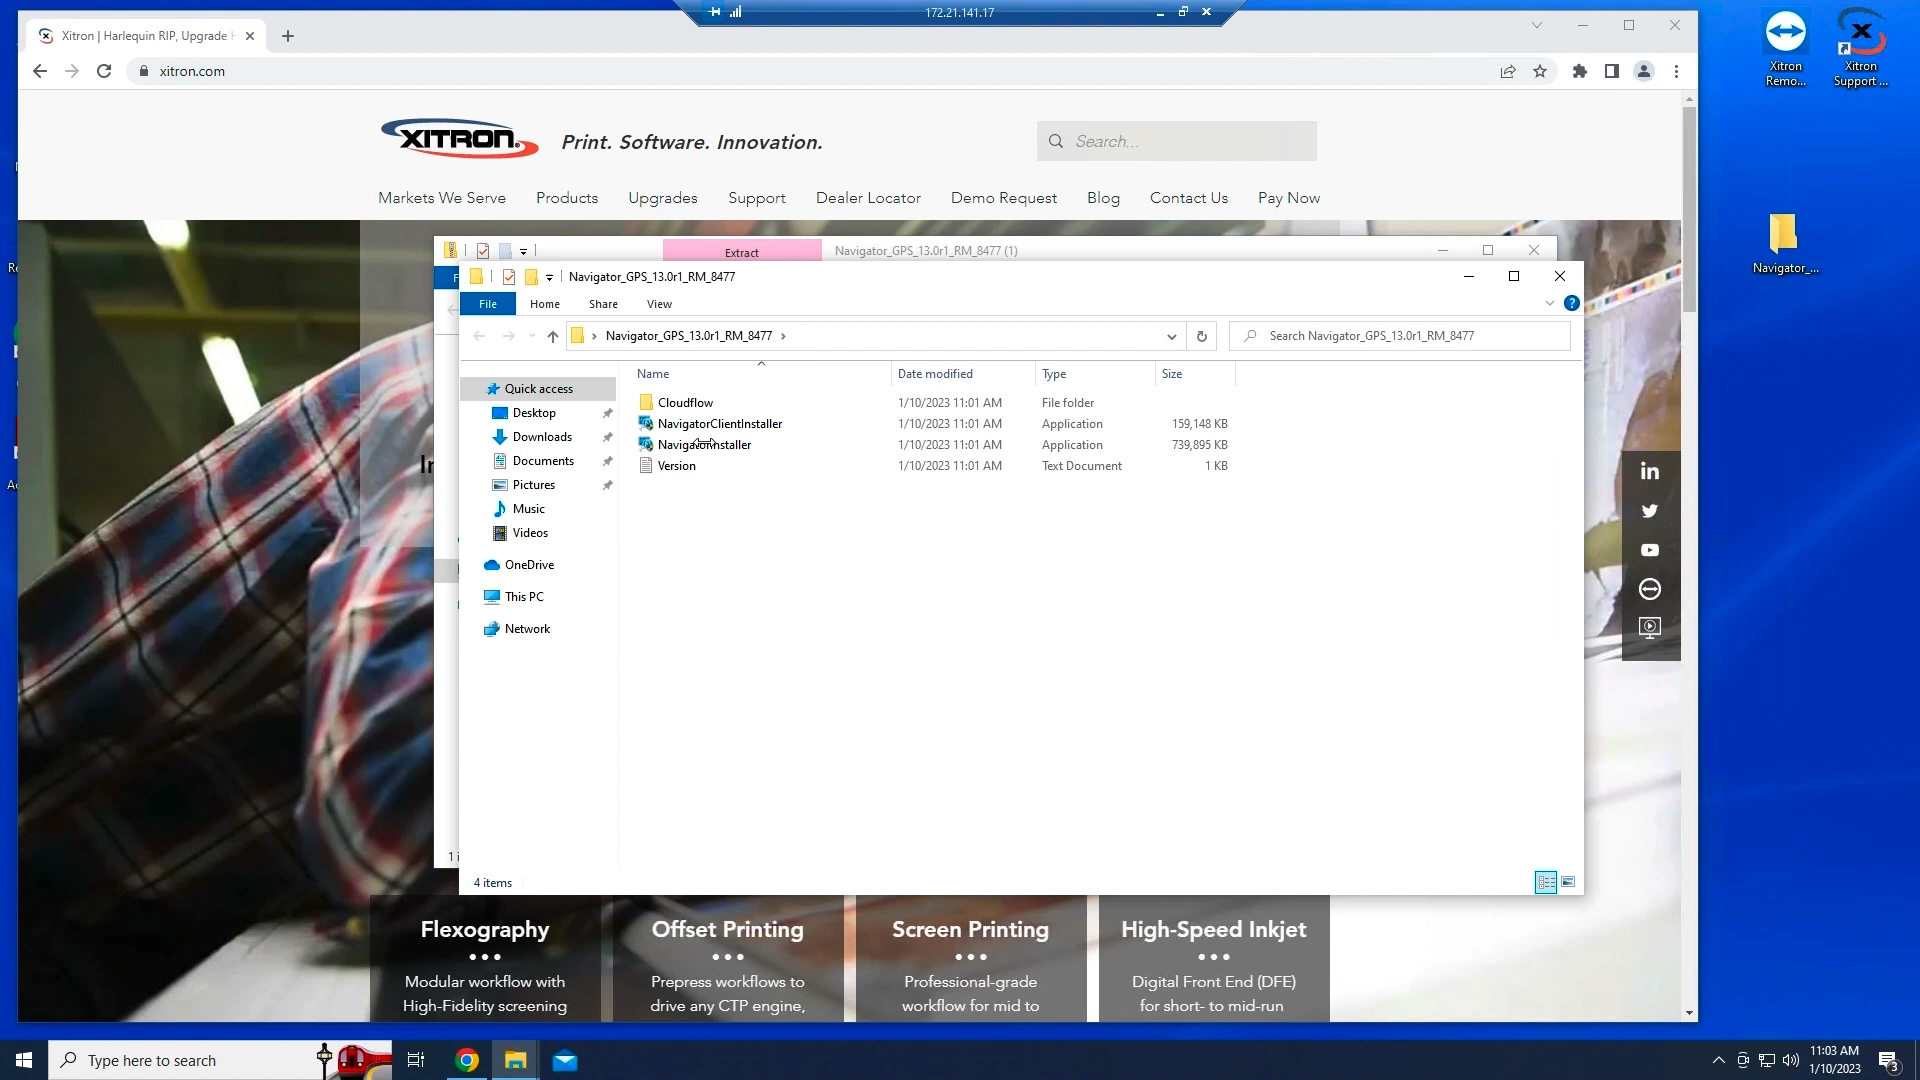 172.21.141.17
Xitron | Harlequin RIP, Upgrade H
xitron.com
Xitron
Remo...
Xitron
Support ...
XITRON
Print. Software. Innovation.
Search...
Markets We Serve
Products
Upgrades
Support
Dealer Locator
Demo Request
Blog
Contact Us
Pay Now
Navigator_...
Extract
Navigator_GPS_13.0r1_RM_8477 (1)
Navigator_GPS_13.0r1_RM_8477
File
Home
Share
View
Navigator_GPS_13.0r1_RM_8477
Search Navigator_GPS_13.0r1_RM_8477
Name
Date modified
Type
Size
Quick access
Desktop
Downloads
Documents
Pictures
Music
Videos
OneDrive
This PC
Network
Cloudflow 1/10/2023 11:01 AM File folder
NavigatorClientInstaller 1/10/2023 11:01 AM Application 159,148 KB
NavigatorInstaller 1/10/2023 11:01 AM Application 739,895 KB
Version 1/10/2023 11:01 AM Text Document 1 KB
4 items
Flexography
Modular workflow with
High-Fidelity screening
Offset Printing
Prepress workflows to
drive any CTP engine,
Screen Printing
Professional-grade
workflow for mid to
High-Speed Inkjet
Digital Front End (DFE)
for short- to mid-run
Type here to search
11:03 AM
1/10/2023
3